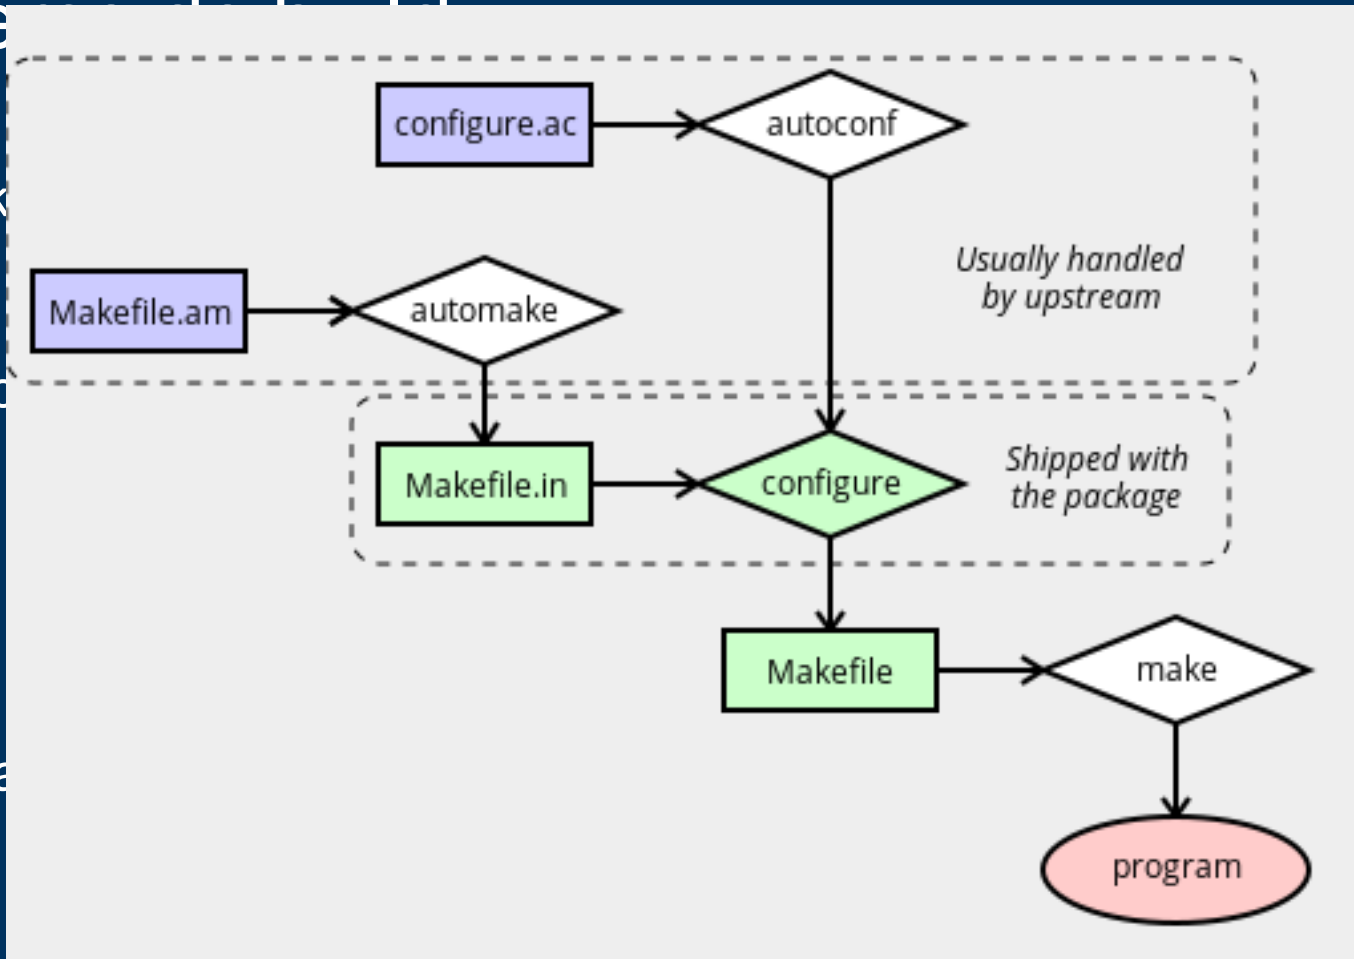 configure.ac
autoconf
Usually handled
by upstream
Makefile.am
automake
Makefile.in
configure
Shipped with
the package
Makefile
make
program